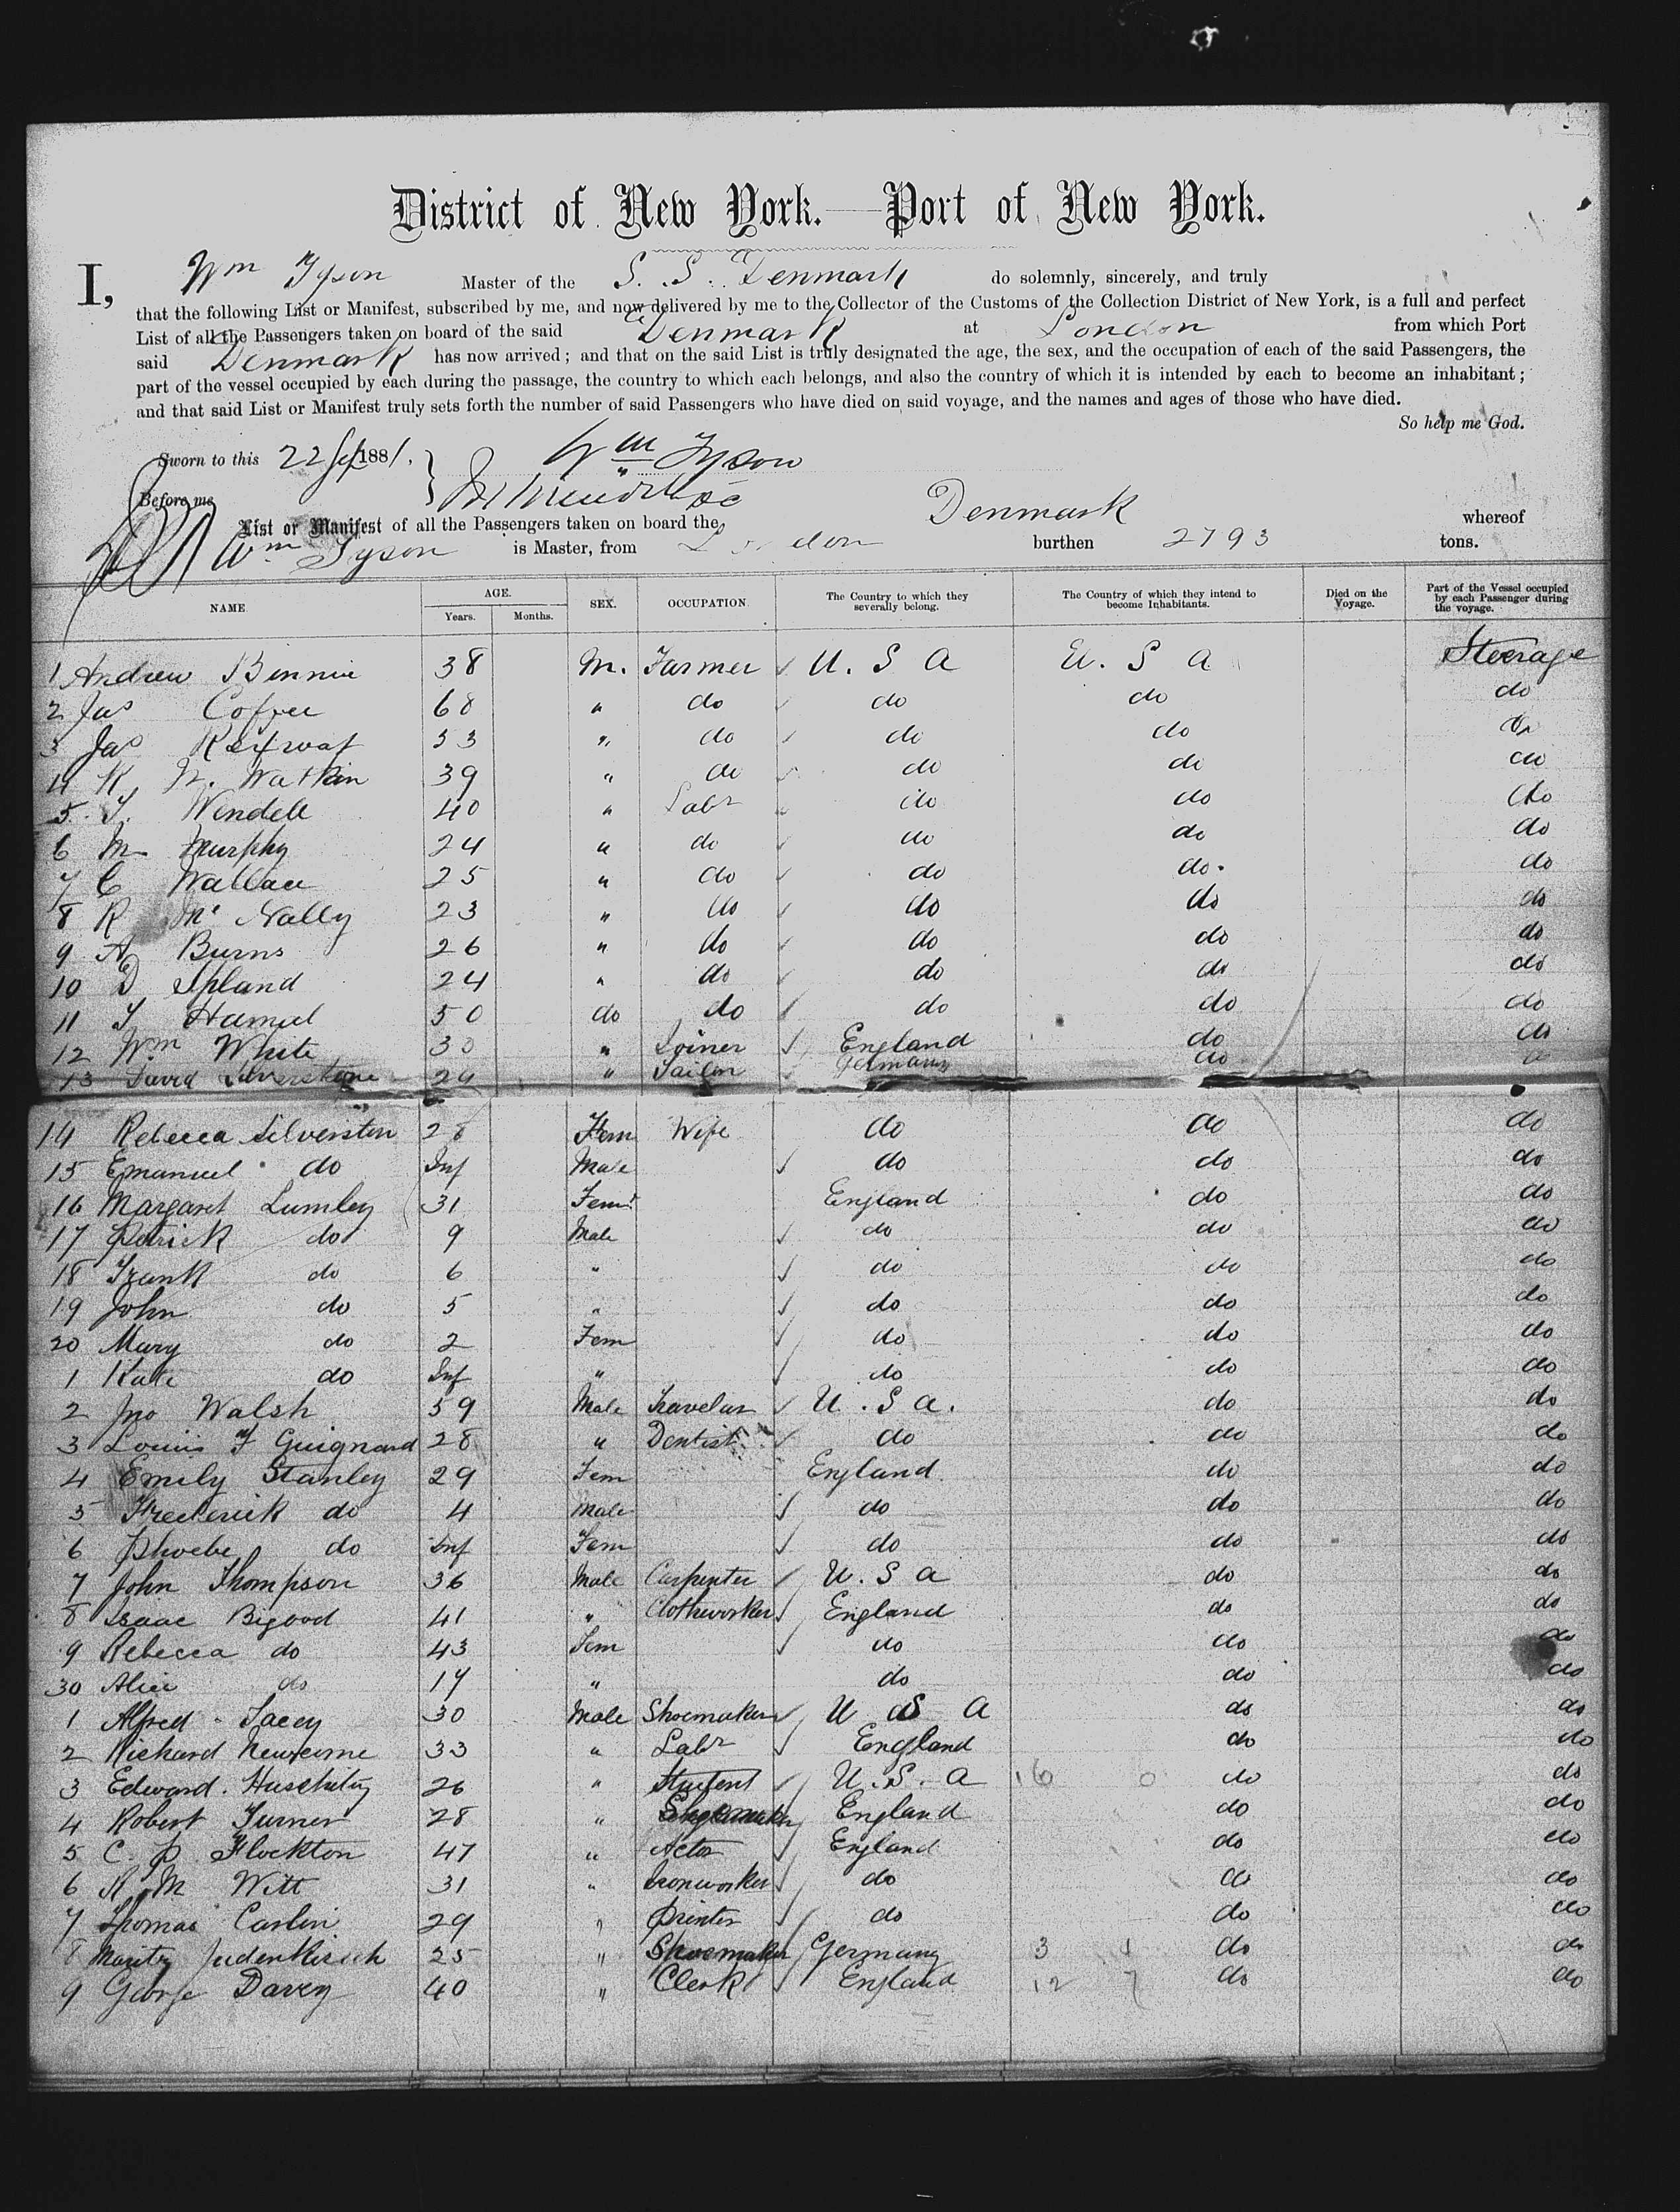 District of New York.—Port of New York.
I, Wm Tyson Master of the S. S. Denmark do solemnly, sincerely, and truly
that the following List or Manifest, subscribed by me, and now delivered by me to the Collector of the Customs of the Collection District of New York, is a full and perfect
List of all the Passengers taken on board of the said Denmark at London from which Port
said Denmark has now arrived; and that on the said List is truly designated the age, the sex, and the occupation of each of the said Passengers, the
part of the vessel occupied by each during the passage, the country to which each belongs, and also the country of which it is intended by each to become an inhabitant;
and that said List or Manifest truly sets forth the number of said Passengers who have died on said voyage, and the names and ages of those who have died.
So help me God.
Sworn to this 22 Sep 1881. Wm Tyson
Before me
List or Manifest of all the Passengers taken on board the Denmark whereof
Wm Tyson is Master, from London burthen 2793 tons.
NAME. AGE. Years. Months. SEX. OCCUPATION. The Country to which they severally belong. The Country of which they intend to become Inhabitants. Died on the Voyage. Part of the Vessel occupied by each Passenger during the voyage.
1 Andrew Binnie 38 M. Farmer U. S A U. S A Steerage
2 Jas Coffee 68 " do do do do
3 Jas 33 " do do do do
4 R. Watkin 39 " do do do do
5 T. Wendell 40 " Labr do do do
6 M Murphy 24 " do do do do
7 C Wallace 25 " do do do do
8 R Mc Nally 23 " do do do do
9 A Burns 26 " do do do do
10 D Ipland 24 " do do do do
11 T Hamiel 50 do do do do do
12 Wm White 30 " Joiner England do do
13 David Silverstone 29 " Tailor Germany do do
14 Rebecca Silverston 28 Fem Wife do do do
15 Emanuel do Inf Male do do do
16 Margaret Lumley 31 Fem England do do
17 Patrick do 9 Male do do do
18 Frank do 6 " do do do
19 John do 5 " do do do
20 Mary do 2 Fem do do do
1 Kate do Inf " do do do
2 Jno Walsh 59 Male Travelar U. S A. do do
3 Louis F Guignard 28 " Dentist do do do
4 Emily Stanley 29 Fem England do do
5 Frederick do 4 Male do do do
6 Phoebe do Inf Fem do do do
7 John Thompson 36 Male Carpenter U. S A do do
8 Isaac Bigood 41 " Clothworker England do do
9 Rebecca do 43 Fem do do do
30 Alice do 17 " do do do
1 Alfred Lacey 30 Male Shoemaker U S A do do
2 Richard Newcome 33 " Labr England do do
3 Edward 26 " Student U. S. A 16 0 do do
4 Robert Turner 28 " England do do
5 C. P. Flockton 47 " Actor England do do
6 R M Witt 31 " Ironworker do do do
7 Thomas Carlin 29 " Printer do do do
8 Moritz Judenkirsch 25 " Shoemaker Germany 3 do do
9 George Davey 40 " Clerk England 12 7 do do